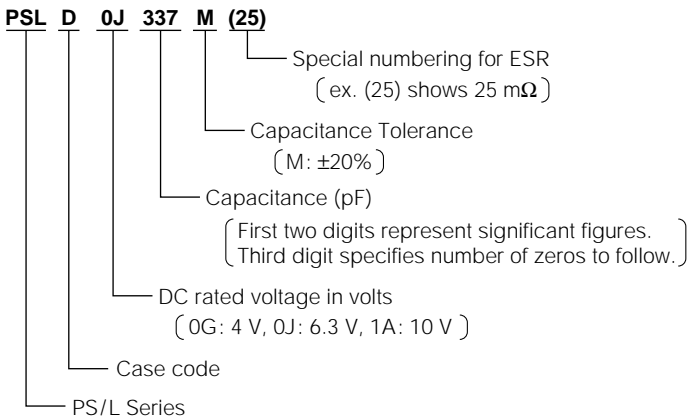 PSL D 0J 337 M (25)
Special numbering for ESR
(ex. (25) shows 25 mΩ)
Capacitance Tolerance
(M: ±20%)
Capacitance (pF)
(First two digits represent significant figures.
Third digit specifies number of zeros to follow.)
DC rated voltage in volts
(0G: 4 V, 0J: 6.3 V, 1A: 10 V)
Case code
PS/L Series